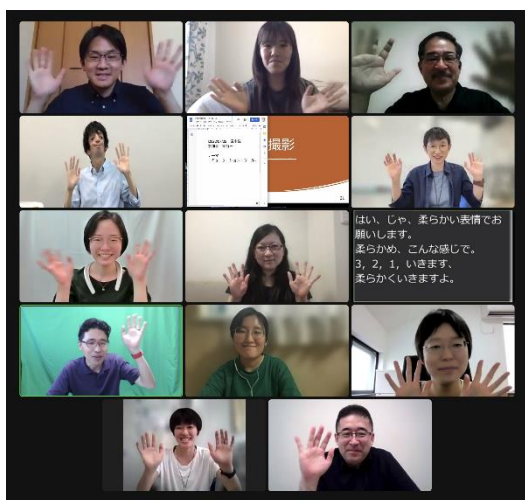 撮影
はい、じゃ、柔らかい表情でお
願いします。
柔らかめ、こんな感じで。
3, 2, 1, いきます、
柔らかくいきますよ。